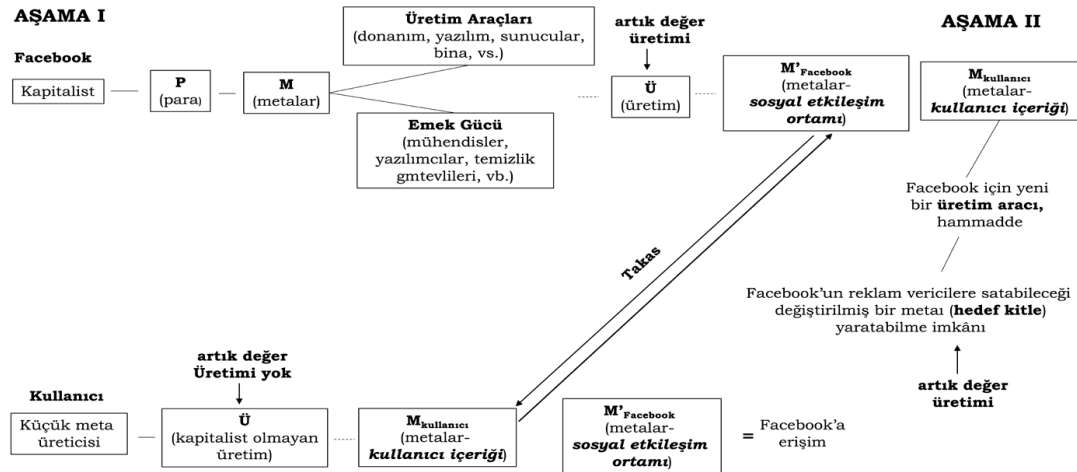 AŞAMA I
Facebook
Kapitalist
P
(para)
M
(metalar)
Üretim Araçları
(donanım, yazılım, sunucular,
bina, vs.)
Emek Gücü
(mühendisler,
yazılımcılar, temizlik
gmtevlileri, vb.)
artık değer
üretimi
Ü
(üretim)
M'Facebook
(metalar-
sosyal etkileşim
ortamı)
AŞAMA II
Mkullanıcı
(metalar-
kullanıcı içeriği)
Facebook için yeni
bir üretim aracı,
hammadde
Facebook'un reklam vericilere satabileceği
değiştirilmiş bir metaı (hedef kitle)
yaratabilme imkânı
artık değer
üretimi
Takas
Kullanıcı
Küçük meta
üreticisi
artık değer
Üretimi yok
Ü
(kapitalist olmayan
üretim)
Mkullanıcı
(metalar-
kullanıcı içeriği)
M'Facebook
(metalar-
sosyal etkileşim
ortamı)
= Facebook'a
erişim